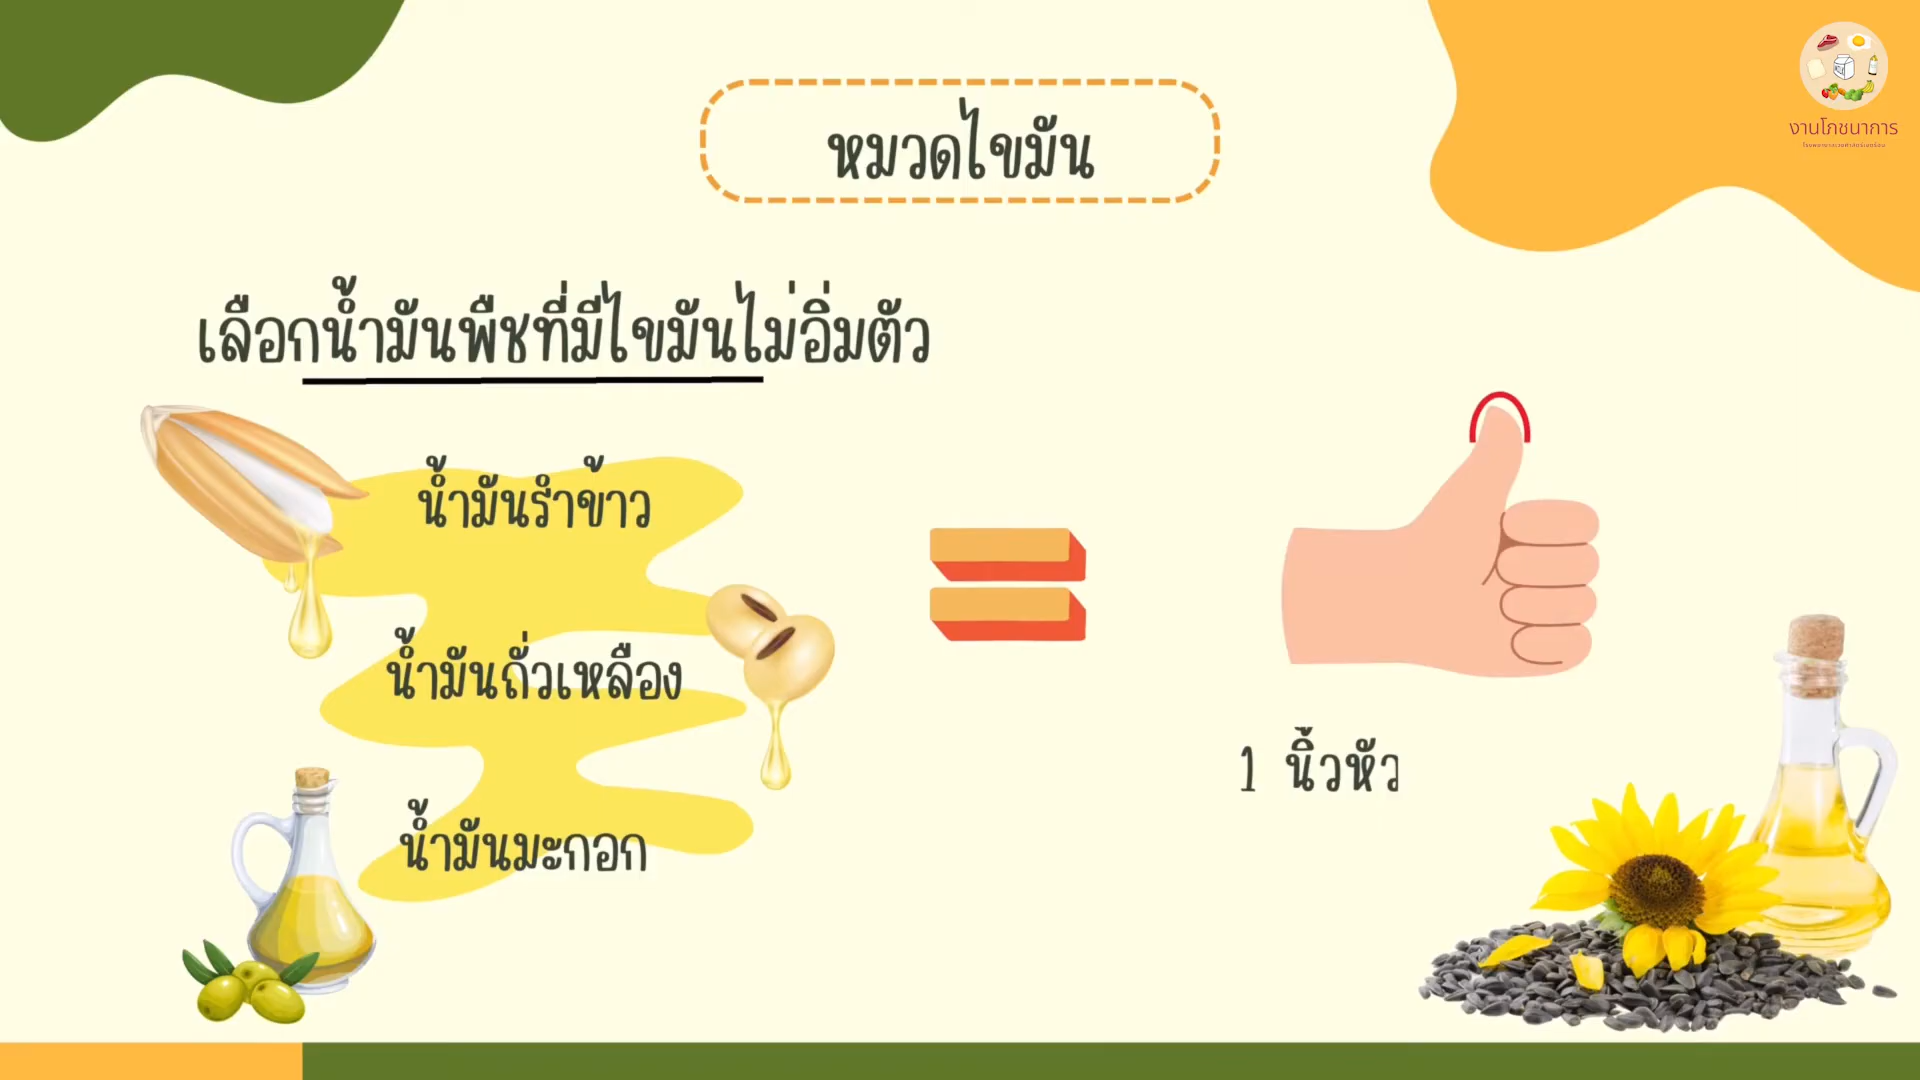 หมวดไขมัน
งานโภชนาการ
เลือกน้ำมันพืชที่มีไขมันไม่อิ่มตัว
น้ำมันรำข้าว
น้ำมันถั่วเหลือง
น้ำมันมะกอก
1 นิ้วหัว